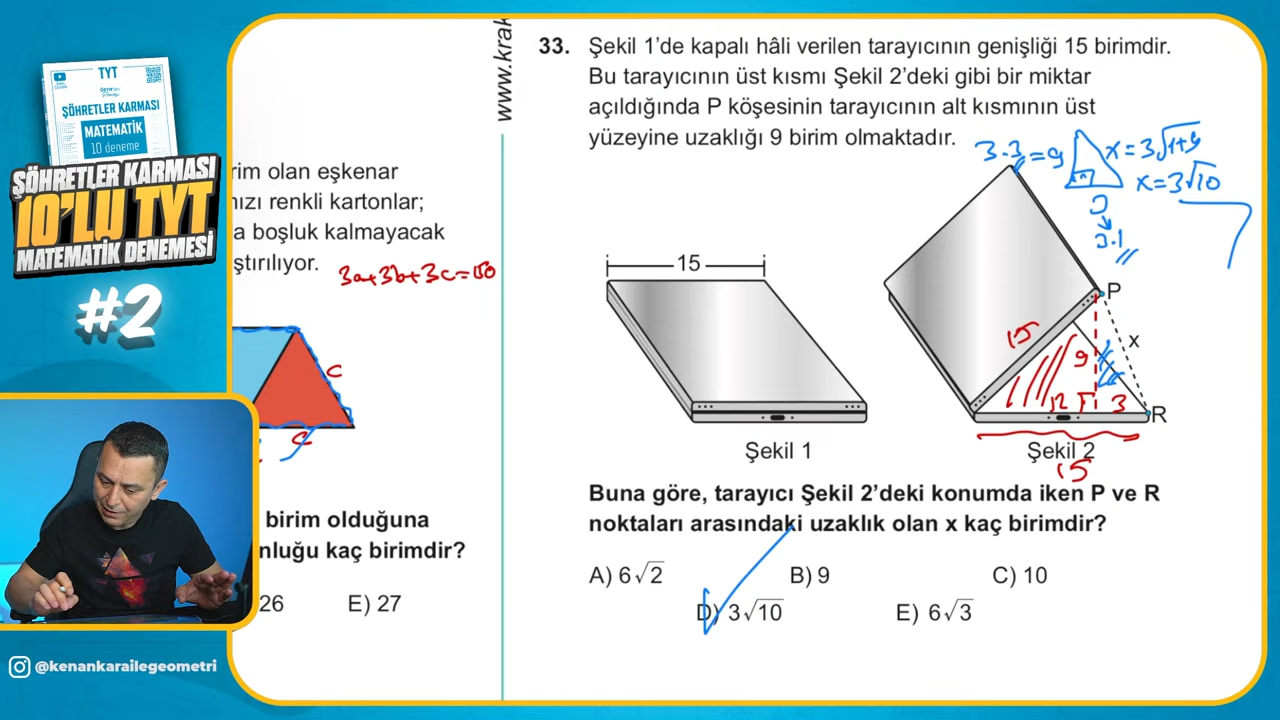 TYT
ŞÖHRETLER KARMASI
MATEMATİK
10 deneme
ŞÖHRETLER KARMASI
10'LU TYT
MATEMATİK DENEMESİ
#2
@kenankarailegeometri
www.krak
rim olan eşkenar
nızı renkli kartonlar;
a boşluk kalmayacak
ştırılıyor.
3a+3b+3c=150
c
c
birim olduğuna
nluğu kaç birimdir?
26 E) 27
33. Şekil 1'de kapalı hâli verilen tarayıcının genişliği 15 birimdir.
Bu tarayıcının üst kısmı Şekil 2'deki gibi bir miktar
açıldığında P köşesinin tarayıcının alt kısmının üst
yüzeyine uzaklığı 9 birim olmaktadır.
3.3=9
x=3√1+9
x=3√10
3
3.1
15
P
15
x
9
x
12
3
R
Şekil 1
Şekil 2
15
Buna göre, tarayıcı Şekil 2'deki konumda iken P ve R
noktaları arasındaki uzaklık olan x kaç birimdir?
A) 6√2 B) 9 C) 10
D) 3√10 E) 6√3